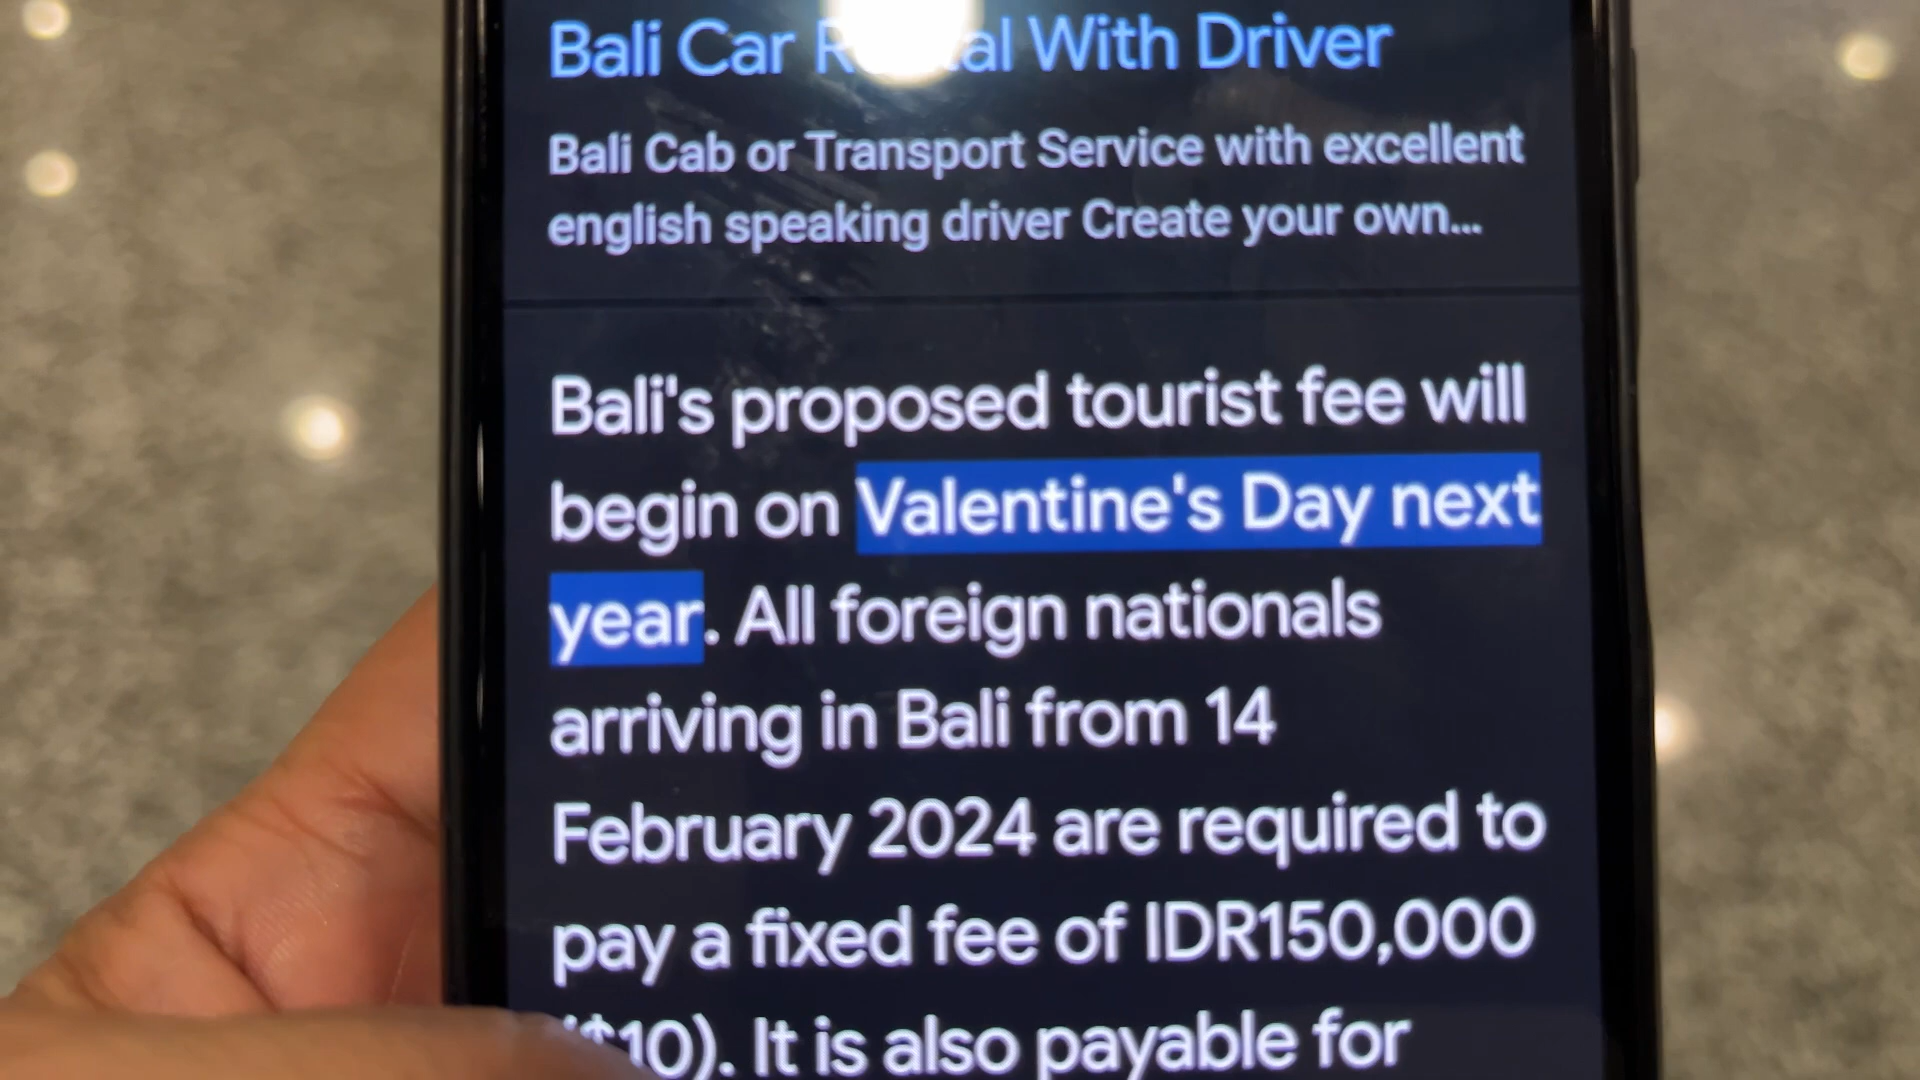 Bali Car Rental With Driver
Bali Cab or Transport Service with excellent
english speaking driver Create your own...
Bali's proposed tourist fee will
begin on Valentine's Day next
year. All foreign nationals
arriving in Bali from 14
February 2024 are required to
pay a fixed fee of IDR150,000
($10). It is also payable for